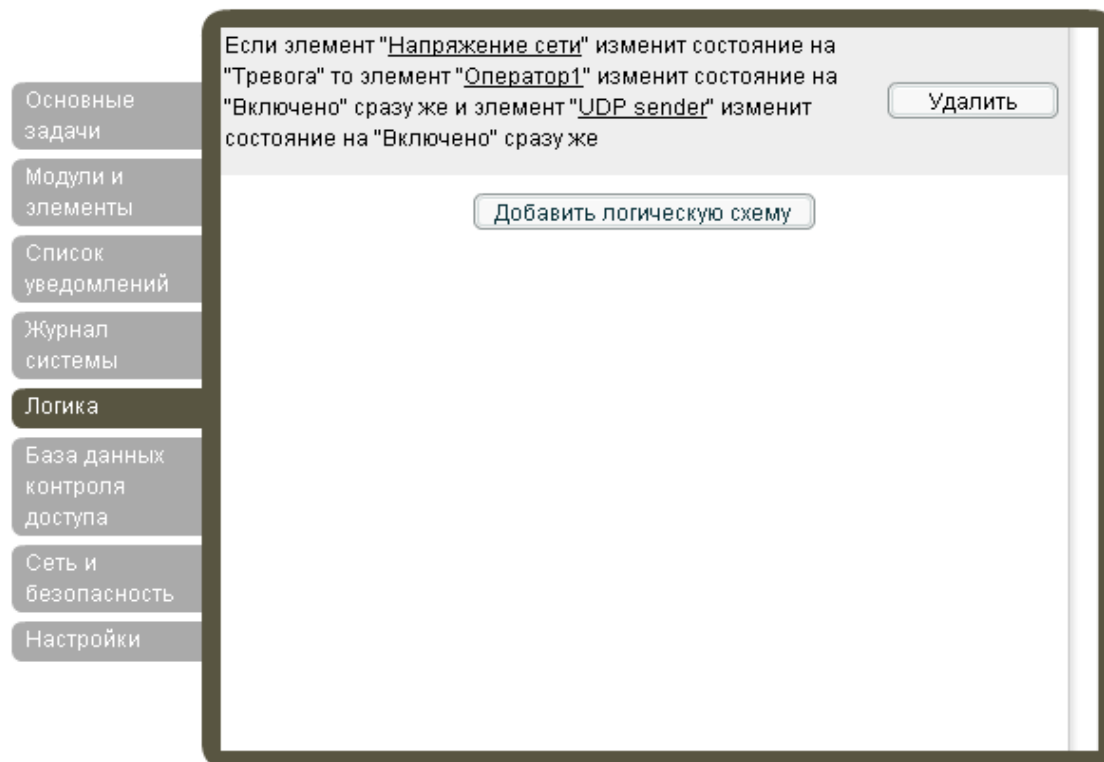 Основные
задачи
Модули и
элементы
Список
уведомлений
Журнал
системы
Логика
База данных
контроля
доступа
Сеть и
безопасность
Настройки
Если элемент "Напряжение сети" изменит состояние на
"Тревога" то элемент "Оператор1" изменит состояние на
"Включено" сразу же и элемент "UDP sender" изменит
состояние на "Включено" сразу же
Удалить
Добавить логическую схему